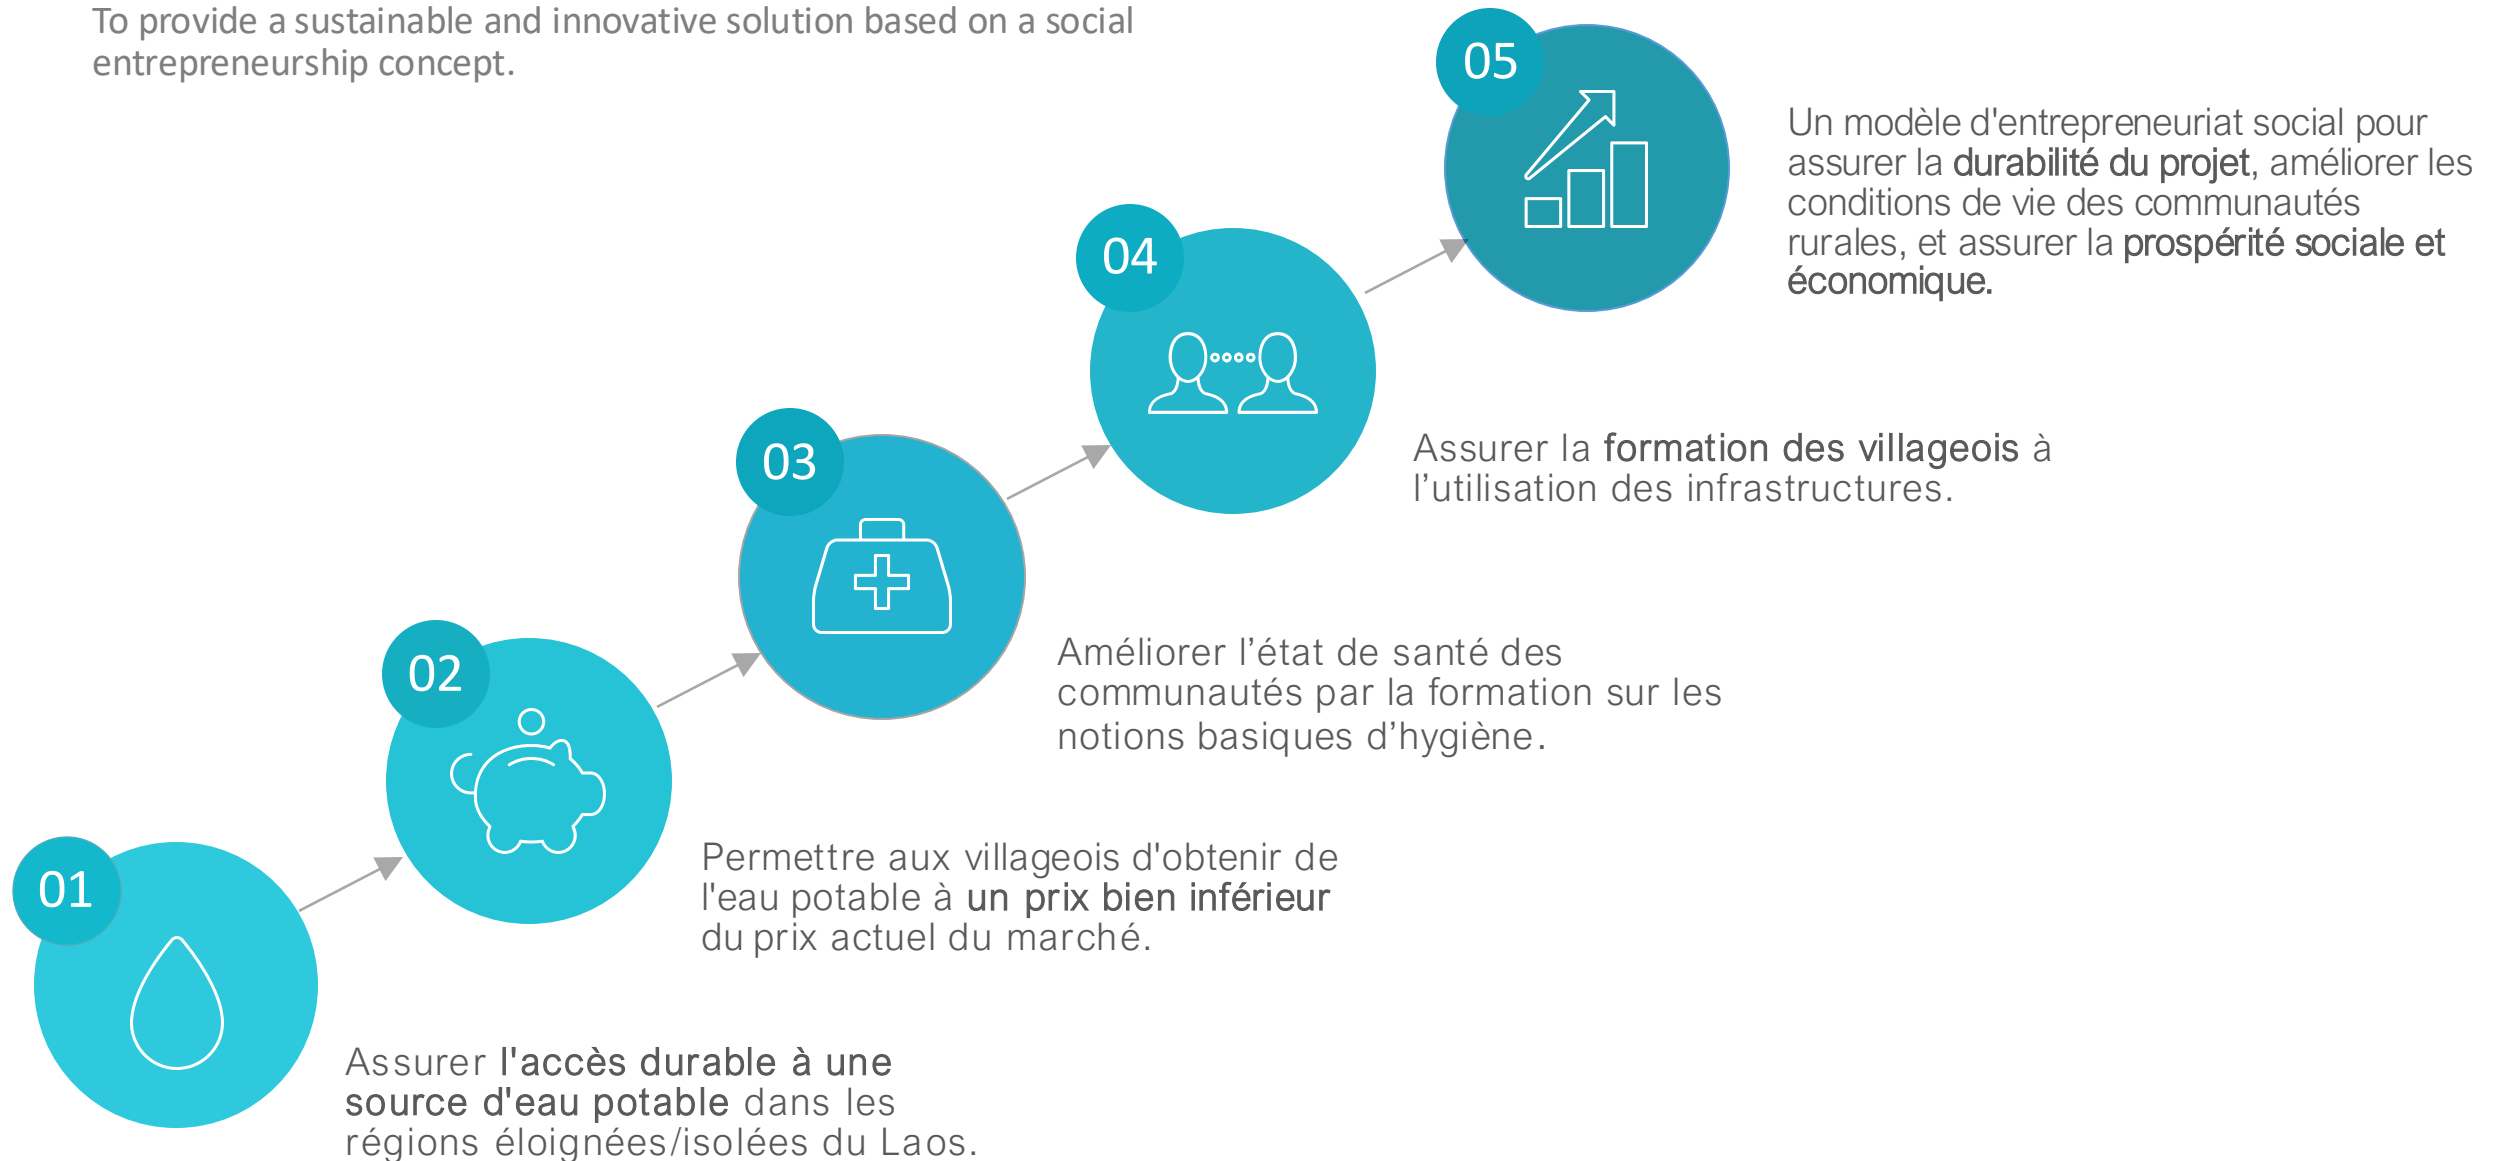 To provide a sustainable and innovative solution based on a social
entrepreneurship concept.
05
Un modèle d'entrepreneuriat social pour
assurer la durabilité du projet, améliorer les
conditions de vie des communautés
rurales, et assurer la prospérité sociale et
économique.
04
Assurer la formation des villageois à
l’utilisation des infrastructures.
03
Améliorer l’état de santé des
communautés par la formation sur les
notions basiques d’hygiène.
02
Permettre aux villageois d'obtenir de
l'eau potable à un prix bien inférieur
du prix actuel du marché.
01
Assurer l'accès durable à une
source d'eau potable dans les
régions éloignées/isolées du Laos.